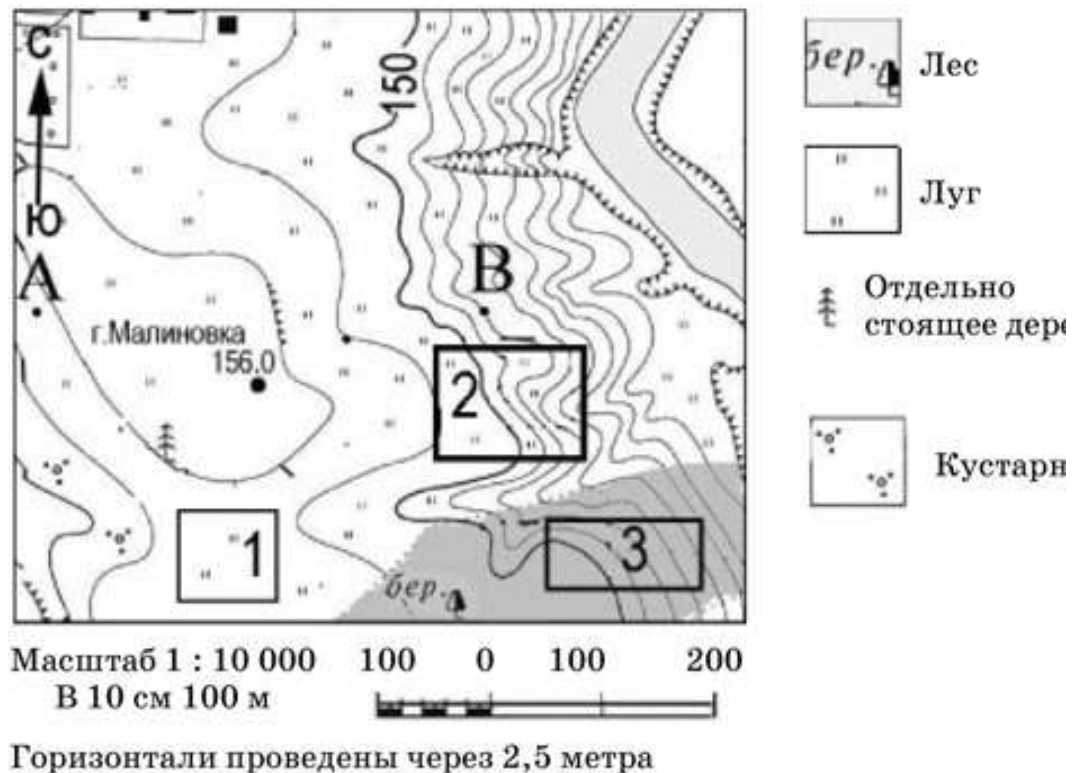 С
Ю
А
150
В
г.Малиновка
156.0
2
1
3
бер.
бер.
Лес
Луг
Отдельно
стоящее дере
Кустарн
Масштаб 1 : 10 000
В 10 см 100 м
100 0 100 200
Горизонтали проведены через 2,5 метра